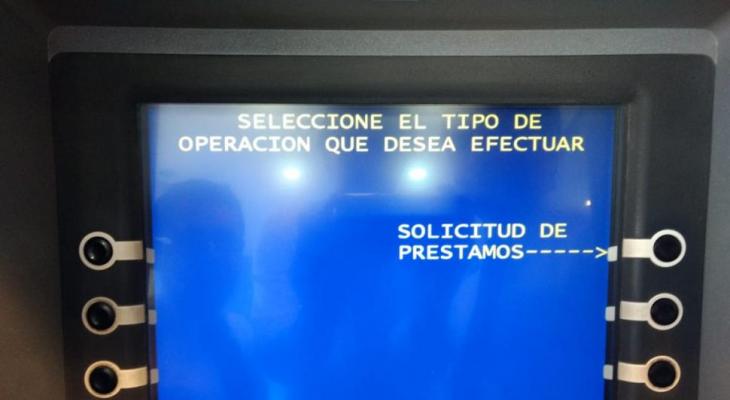 SELECCIONE EL TIPO DE
OPERACION QUE DESEA EFECTUAR
SOLICITUD DE
PRESTAMOS----->